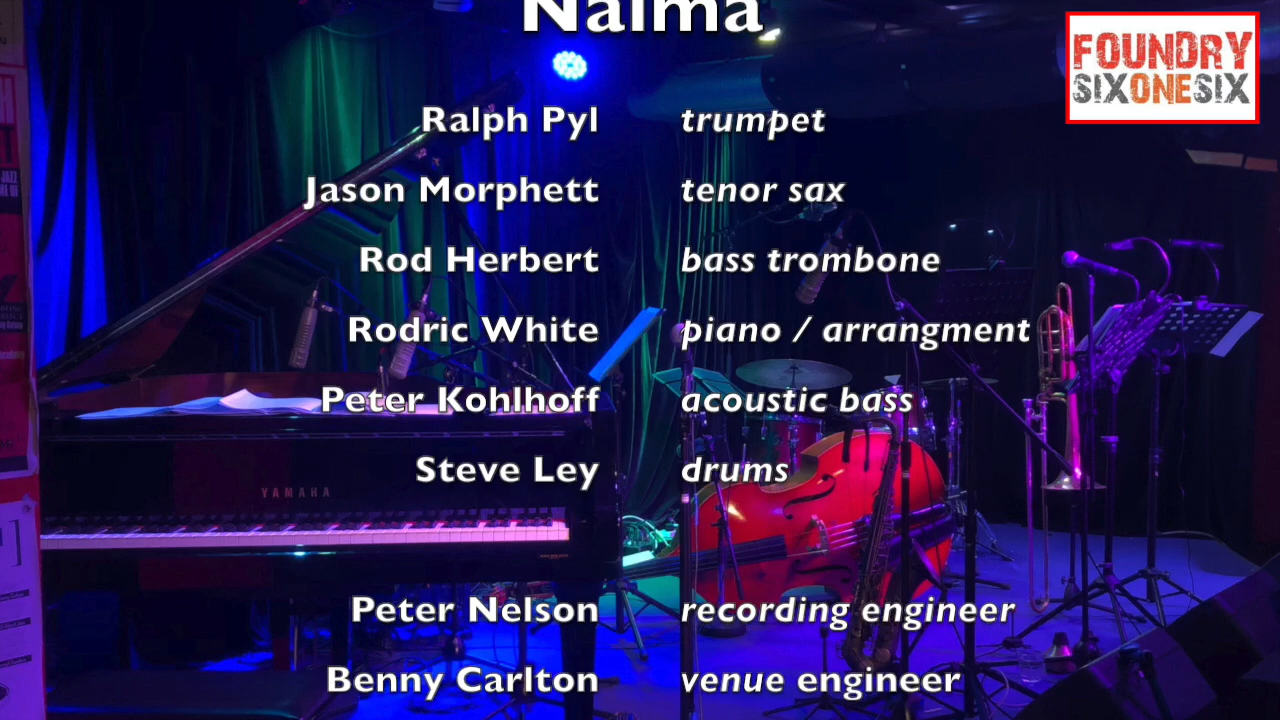 Naima
FOUNDRY
SIXONESIX
Ralph Pyl trumpet
Jason Morphett tenor sax
Rod Herbert bass trombone
Rodric White piano / arrangment
Peter Kohlhoff acoustic bass
Steve Ley drums
YAMAHA
Peter Nelson recording engineer
Benny Carlton venue engineer